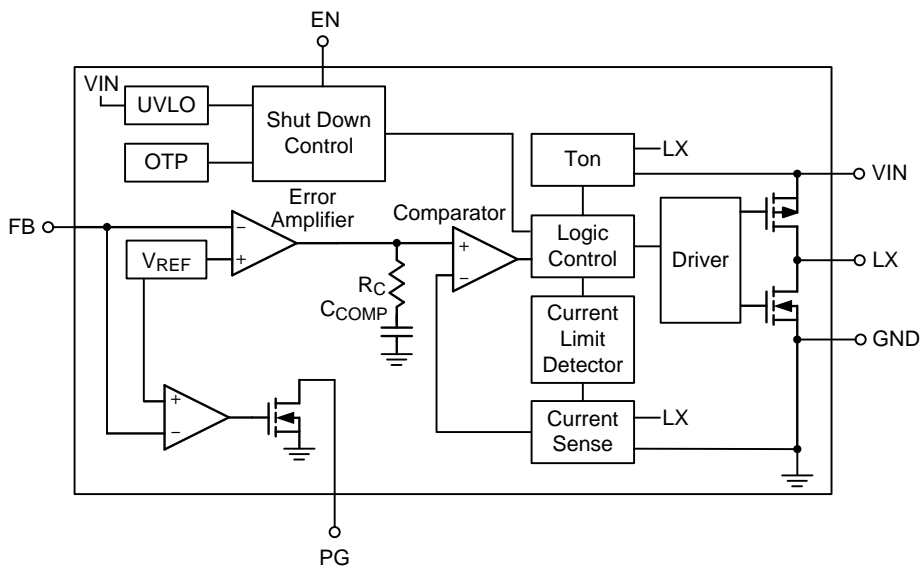 EN
VIN
UVLO
Shut Down
Control
OTP
Ton
LX
VIN
Error
Amplifier
Comparator
FB
−
+
VREF
+
−
Logic
Control
Driver
LX
RC
CCOMP
Current
Limit
Detector
GND
+
−
Current
Sense
LX
PG